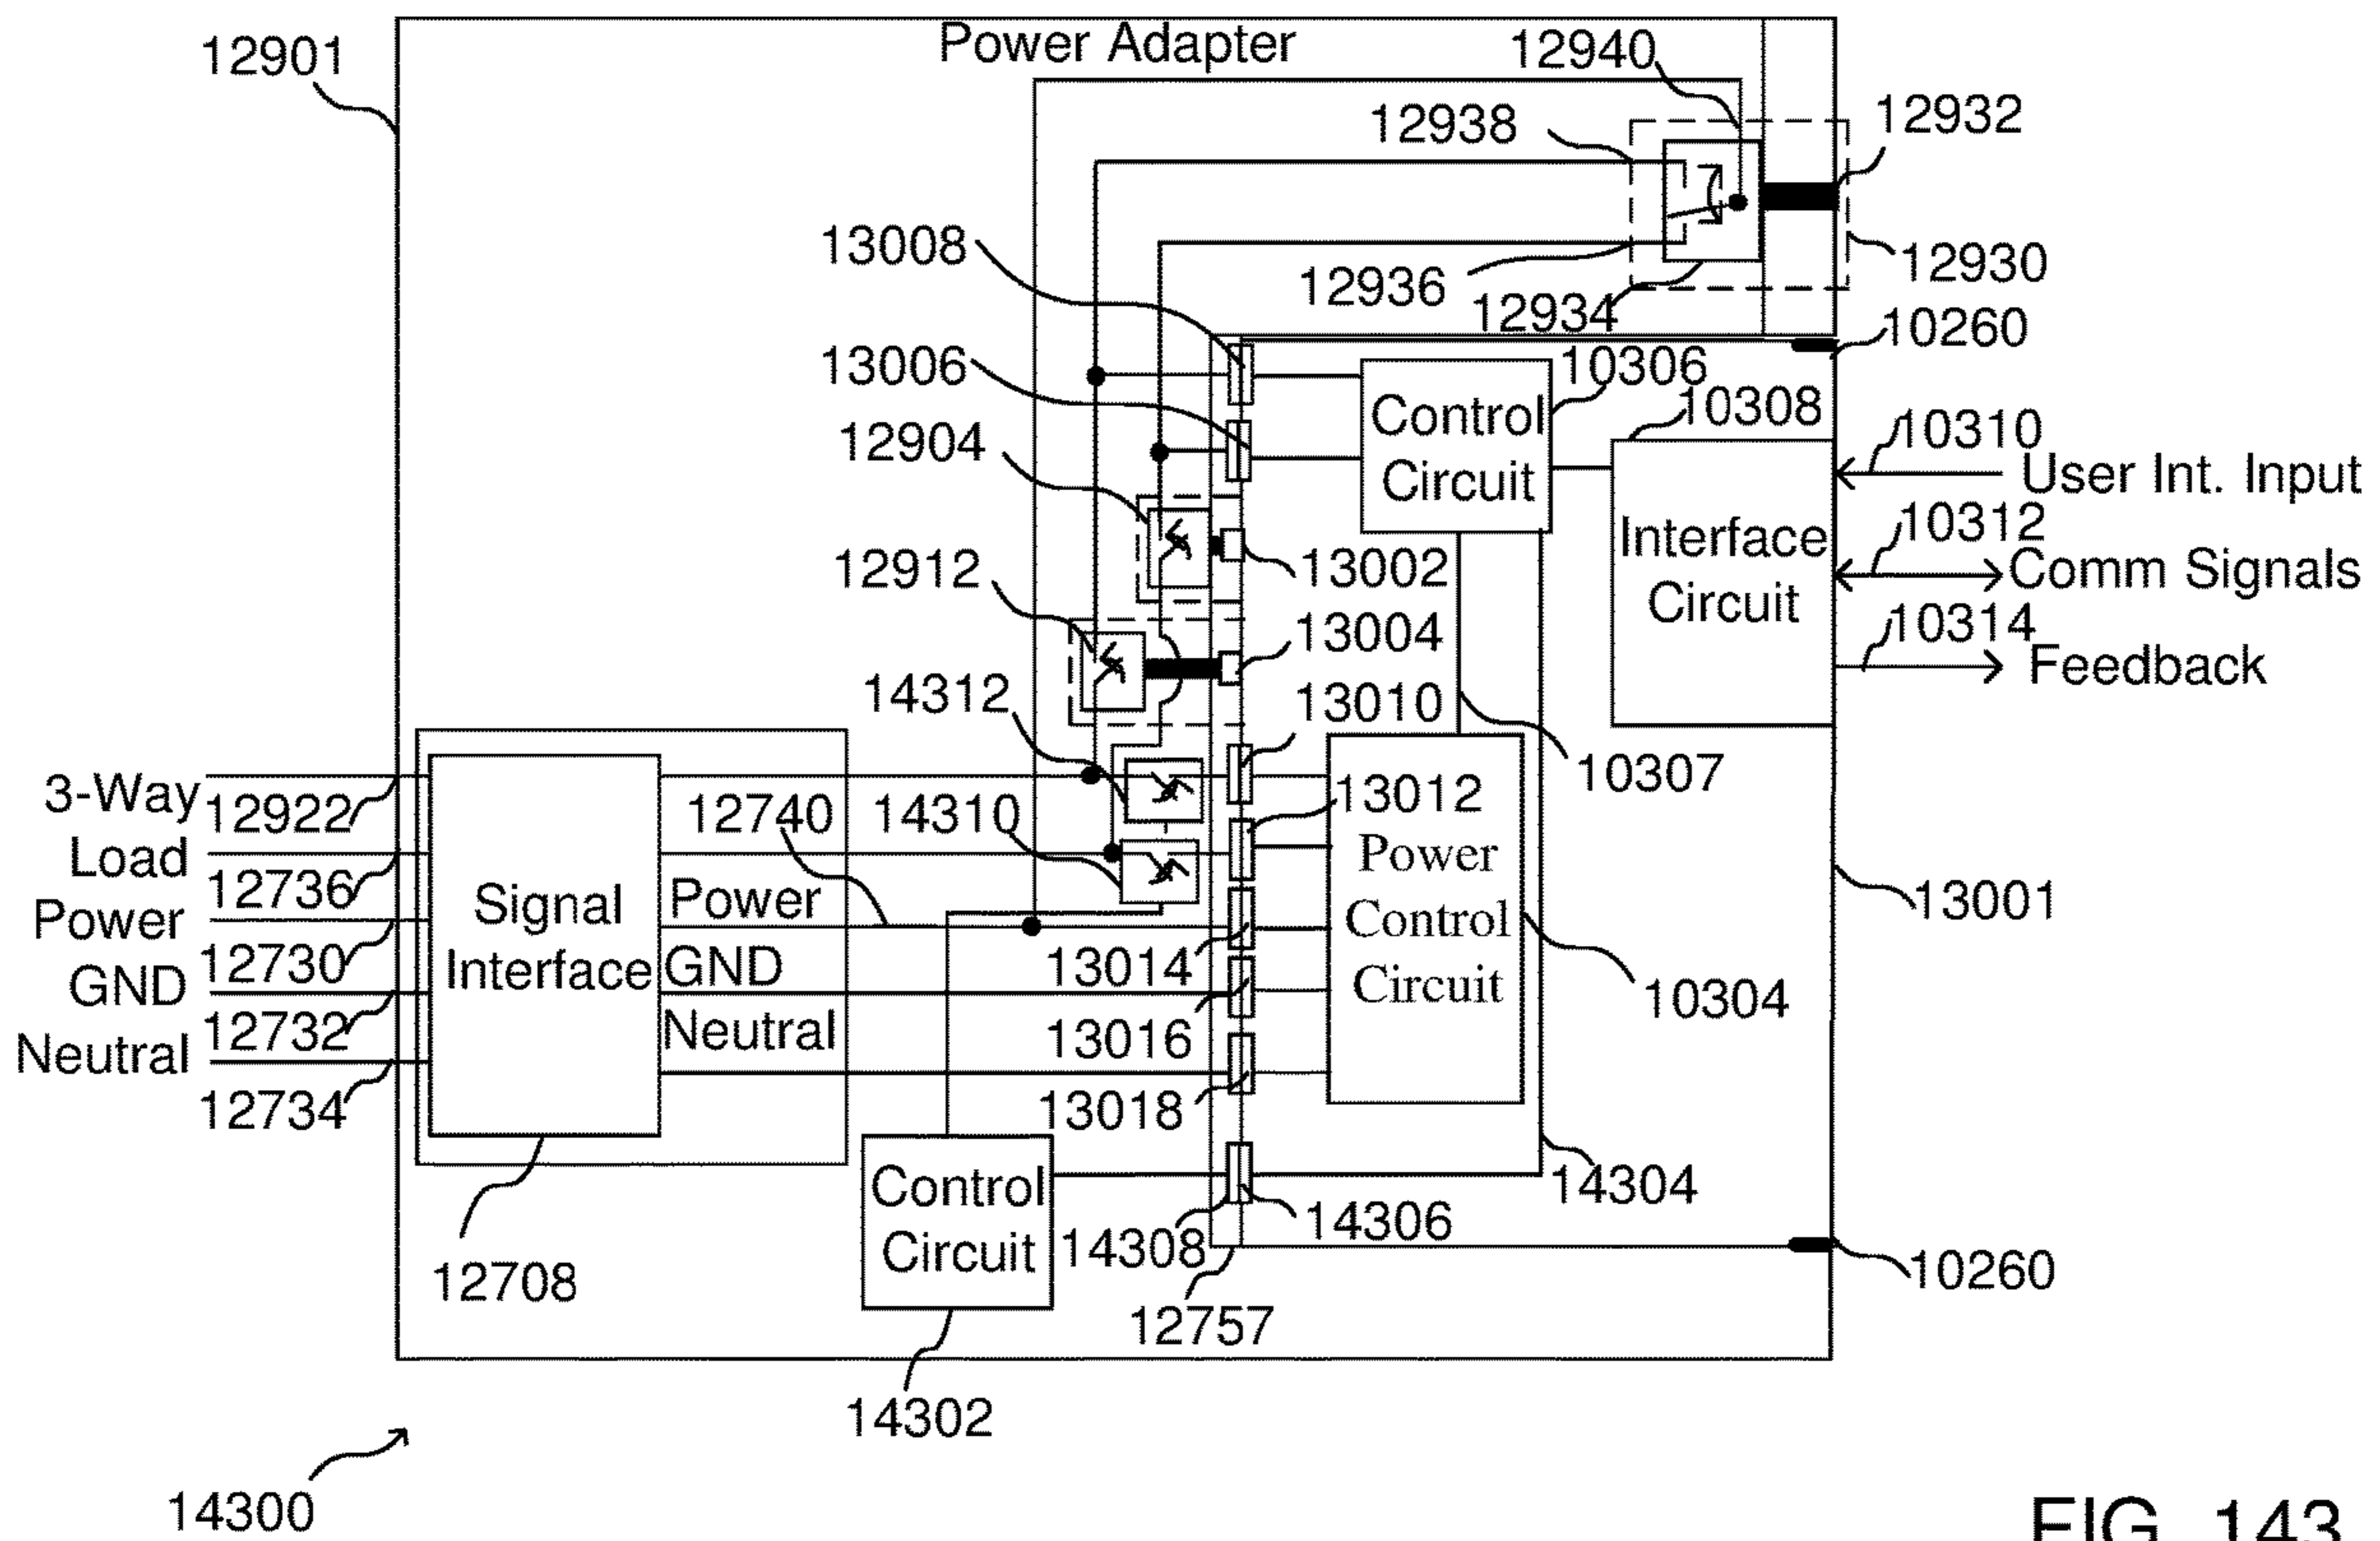 Power Adapter
12901
12940
12938
12932
13008
12936
12934
12930
10260
13006
10306
10308
12904
Control
Circuit
10310
User Int. Input
10312
Interface
Circuit
12912
13002
Comm Signals
10314
13004
Feedback
14312
13010
10307
3-Way
12922
12740
14310
13012
Load
12736
Signal
Interface
Power
Power
Control
Circuit
13001
Power
12730
GND
13014
10304
GND
12732
Neutral
13016
Neutral
12734
13018
Control
Circuit
14304
14308
14306
12708
10260
12757
14302
14300
FIG. 143